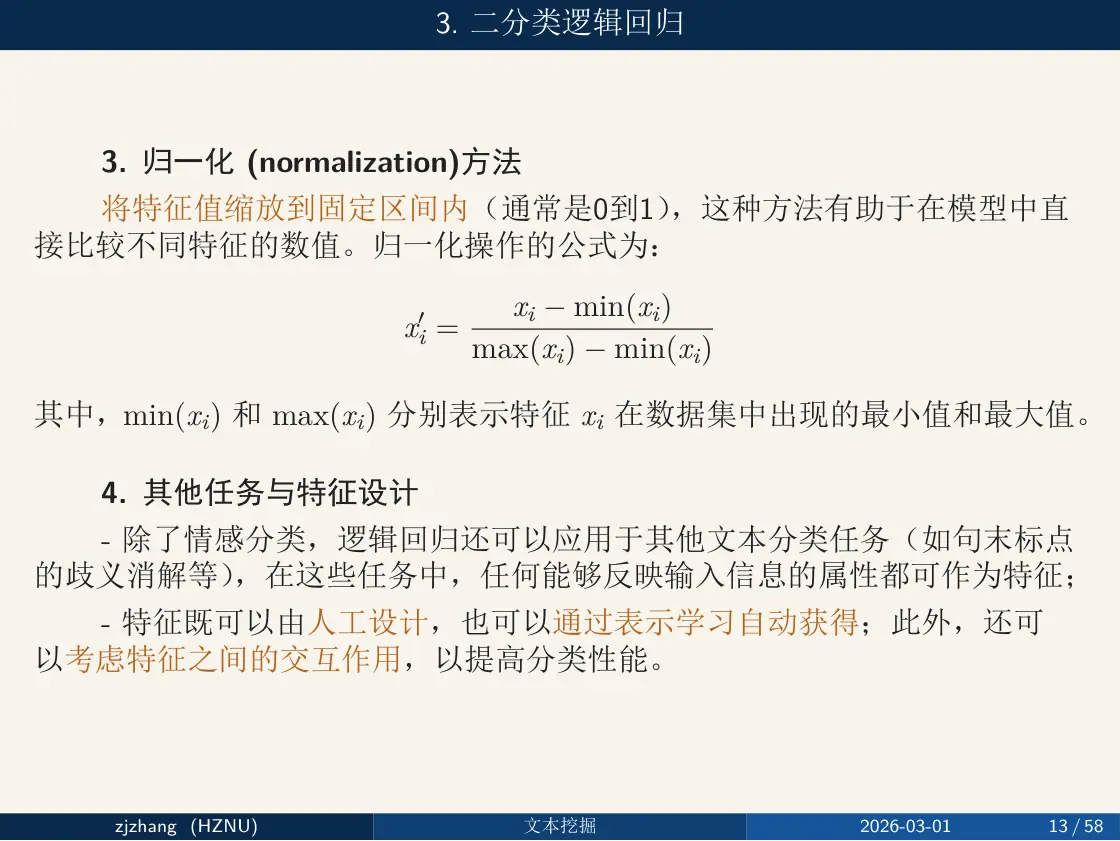 3. 二分类逻辑回归
3. 归一化 (normalization)方法
将特征值缩放到固定区间内（通常是0到1），这种方法有助于在模型中直
接比较不同特征的数值。归一化操作的公式为：
x′ᵢ = (xᵢ − min(xᵢ)) / (max(xᵢ) − min(xᵢ))
其中，min(xᵢ) 和 max(xᵢ) 分别表示特征 xᵢ 在数据集中出现的最小值和最大值。
4. 其他任务与特征设计
- 除了情感分类，逻辑回归还可以应用于其他文本分类任务（如句末标点
的歧义消解等），在这些任务中，任何能够反映输入信息的属性都可作为特征；
- 特征既可以由人工设计，也可以通过表示学习自动获得；此外，还可
以考虑特征之间的交互作用，以提高分类性能。
zjzhang (HZNU) 文本挖掘 2026-03-01 13 / 58